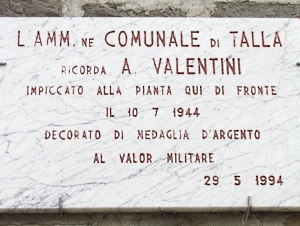 L'AMM.NE COMUNALE DI TALLA
RICORDA A. VALENTINI
IMPICCATO ALLA PIANTA QUI DI FRONTE
IL 10 7 1944
DECORATO DI MEDAGLIA D'ARGENTO
AL VALOR MILITARE
29 5 1994